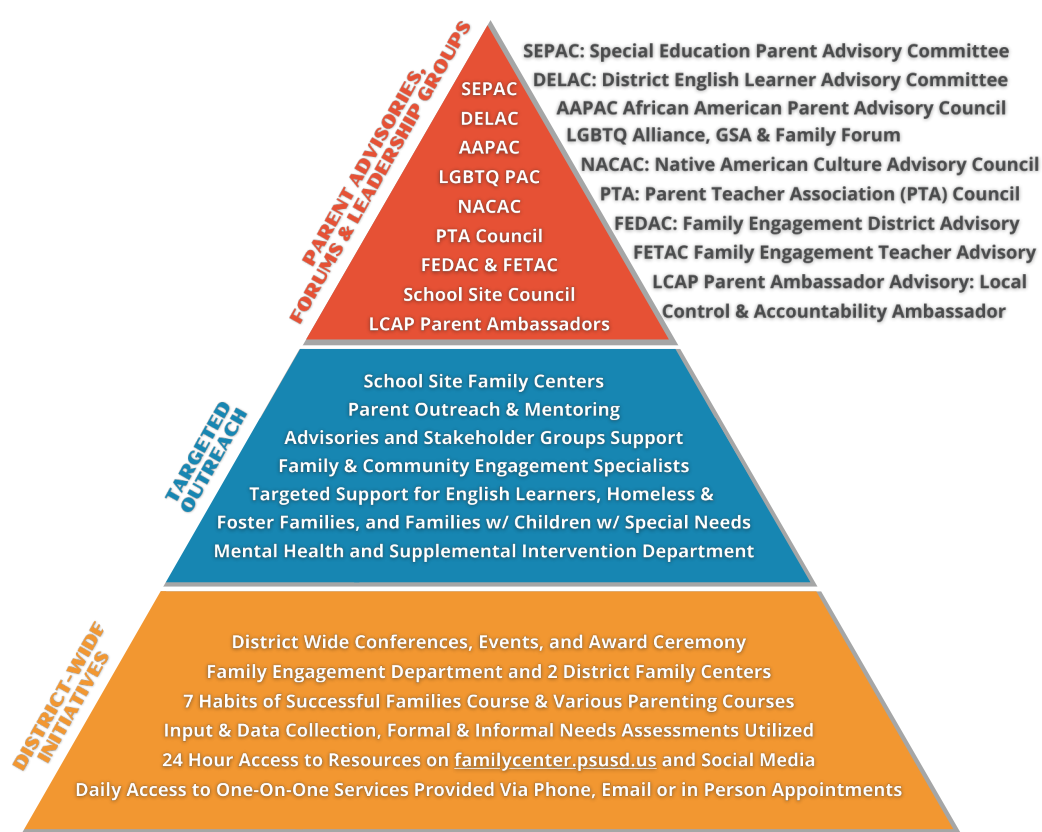 PARENT ADVISORIES,
FORUMS & LEADERSHIP GROUPS
SEPAC
DELAC
AAPAC
LGBTQ PAC
NACAC
PTA Council
FEDAC & FETAC
School Site Council
LCAP Parent Ambassadors
SEPAC: Special Education Parent Advisory Committee
DELAC: District English Learner Advisory Committee
AAPAC African American Parent Advisory Council
LGBTQ Alliance, GSA & Family Forum
NACAC: Native American Culture Advisory Council
PTA: Parent Teacher Association (PTA) Council
FEDAC: Family Engagement District Advisory
FETAC Family Engagement Teacher Advisory
LCAP Parent Ambassador Advisory: Local
Control & Accountability Ambassador
TARGETED
OUTREACH
School Site Family Centers
Parent Outreach & Mentoring
Advisories and Stakeholder Groups Support
Family & Community Engagement Specialists
Targeted Support for English Learners, Homeless &
Foster Families, and Families w/ Children w/ Special Needs
Mental Health and Supplemental Intervention Department
DISTRICT-WIDE
INITIATIVES
District Wide Conferences, Events, and Award Ceremony
Family Engagement Department and 2 District Family Centers
7 Habits of Successful Families Course & Various Parenting Courses
Input & Data Collection, Formal & Informal Needs Assessments Utilized
24 Hour Access to Resources on familycenter.psusd.us and Social Media
Daily Access to One-On-One Services Provided Via Phone, Email or in Person Appointments